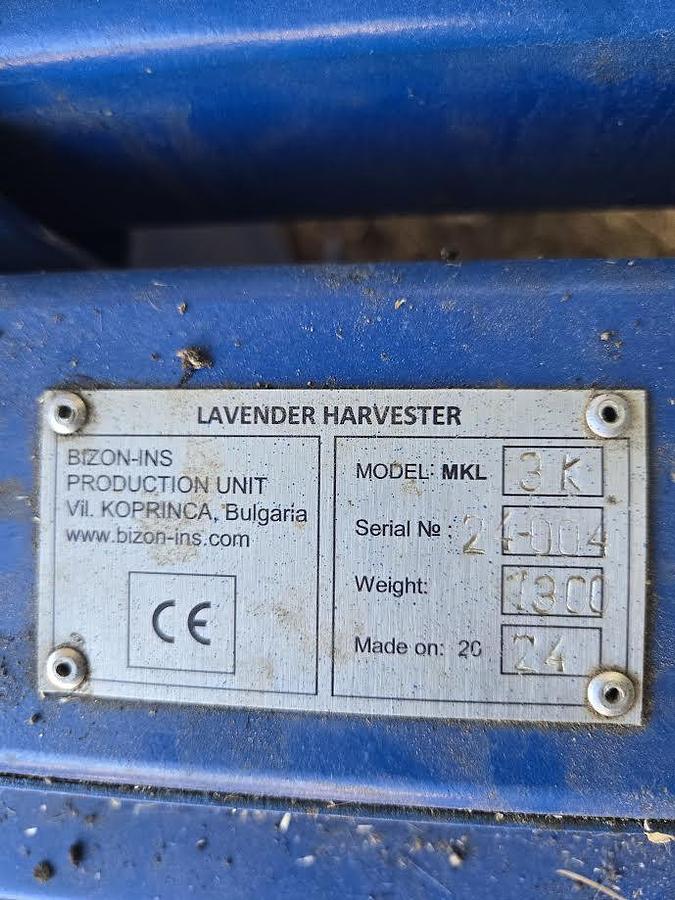 LAVENDER HARVESTER
BIZON-INS
PRODUCTION UNIT
Vil. KOPRINCA, Bulgaria
www.bizon-ins.com
CE
MODEL: MKL 3K
Serial № : 24-004
Weight: 1300
Made on: 20 24